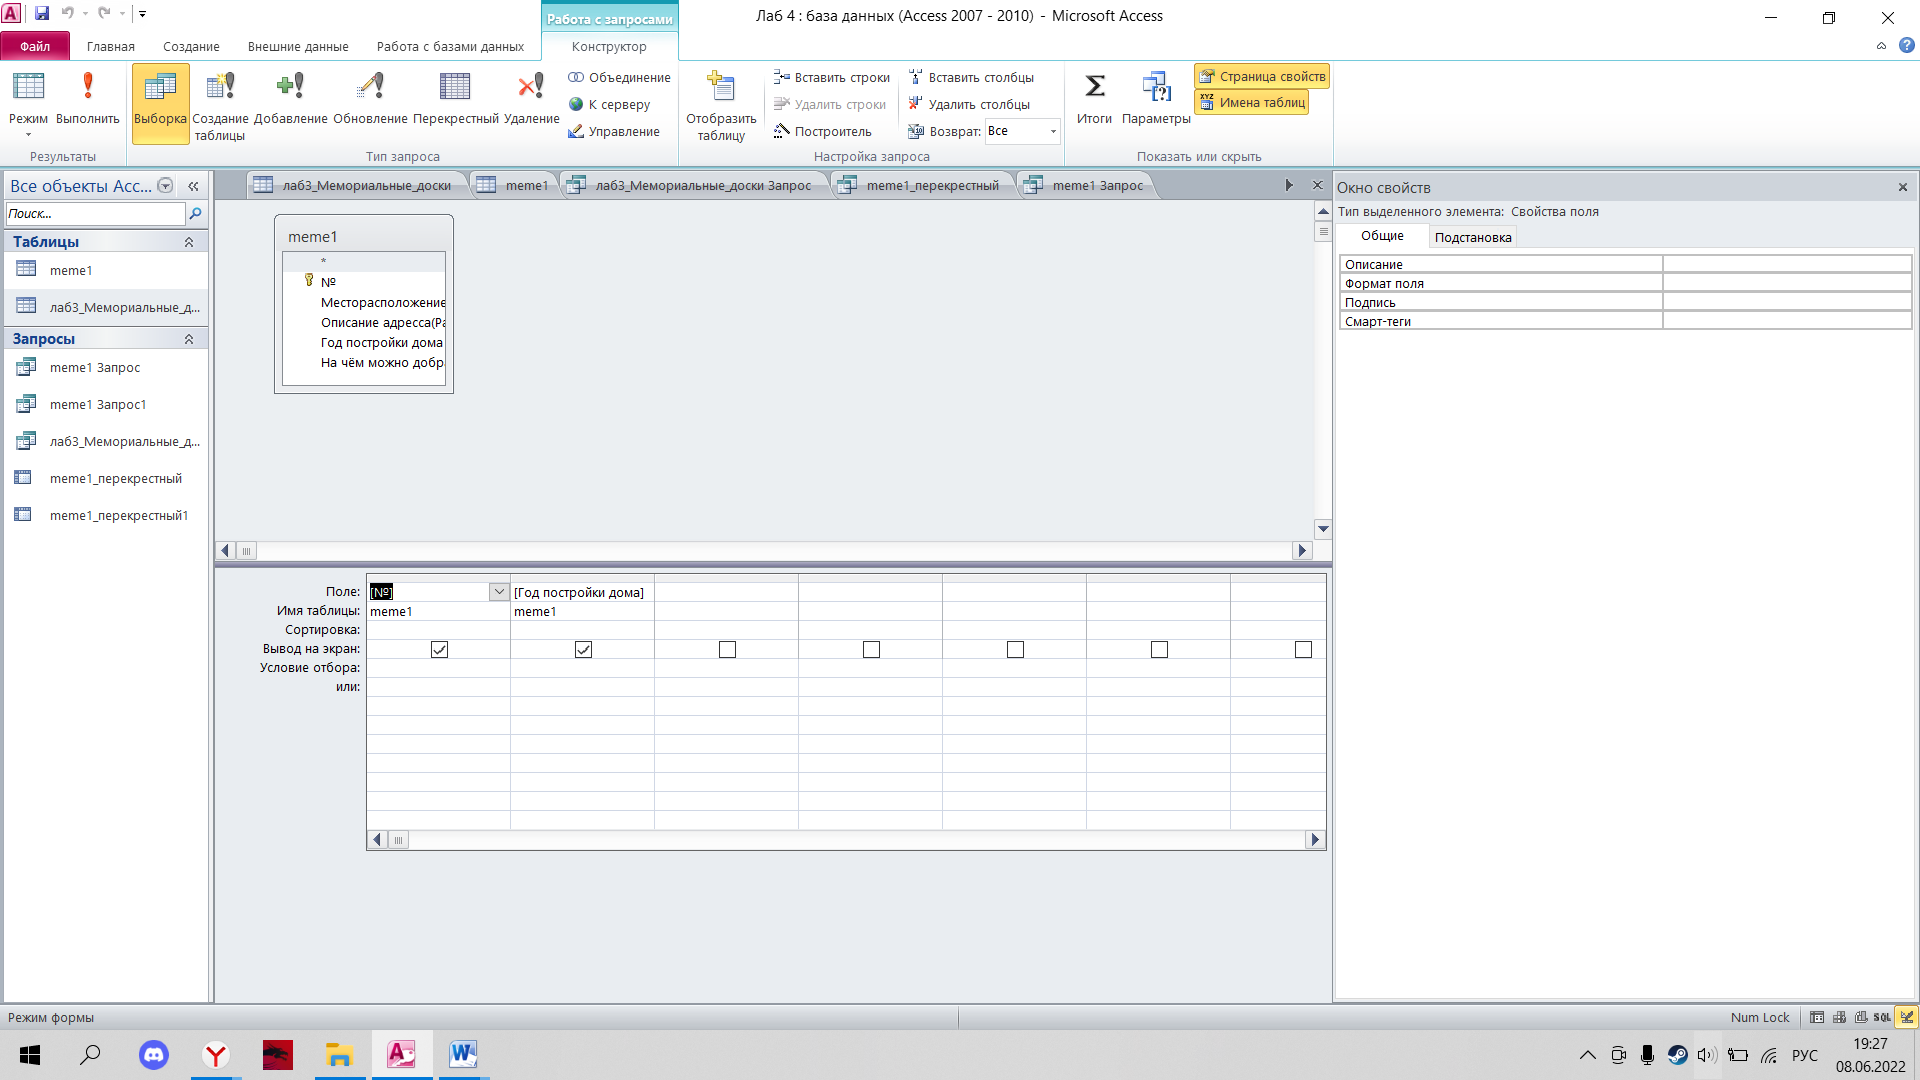 Работа с запросами
Лаб 4 : база данных (Access 2007 - 2010) - Microsoft Access
Файл
Главная
Создание
Внешние данные
Работа с базами данных
Конструктор
Режим
Выполнить
Выборка
Создание таблицы
Добавление
Обновление
Перекрестный
Удаление
Объединение
К серверу
Управление
Отобразить таблицу
Вставить строки
Удалить строки
Построитель
Вставить столбцы
Удалить столбцы
Возврат: Все
Итоги
Параметры
Страница свойств
Имена таблиц
Результаты
Тип запроса
Настройка запроса
Показать или скрыть
Все объекты Acc...
Поиск...
Таблицы
meme1
лаб3_Мемориальные_д...
Запросы
meme1 Запрос
meme1 Запрос1
лаб3_Мемориальные_д...
meme1_перекрестный
meme1_перекрестный1
лаб3_Мемориальные_доски
meme1
лаб3_Мемориальные_доски Запрос
meme1_перекрестный
meme1 Запрос
meme1
*
№
Месторасположение
Описание адреса(Ра
Год постройки дома
На чём можно добр
Поле: [№] [Год постройки дома]
Имя таблицы: meme1 meme1
Сортировка:
Вывод на экран:
Условие отбора:
или:
Окно свойств
Тип выделенного элемента: Свойства поля
Общие
Подстановка
Описание
Формат поля
Подпись
Смарт-теги
Режим формы
Num Lock
SQL
РУС
19:27
08.06.2022